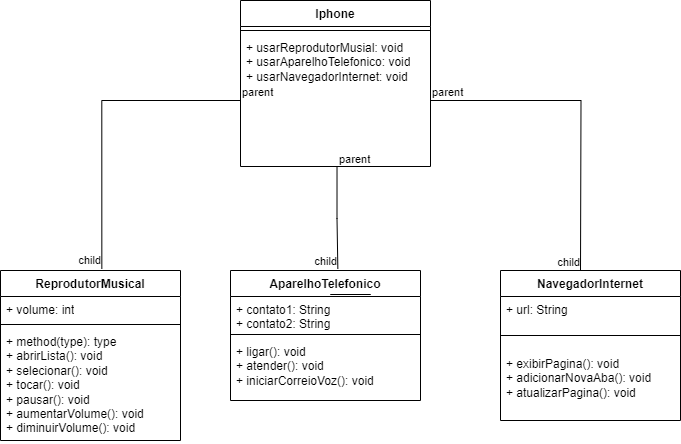 Iphone
+ usarReprodutorMusial: void
+ usarAparelhoTelefonico: void
+ usarNavegadorInternet: void
parent
parent
parent
child
child
child
ReprodutorMusical
+ volume: int
+ method(type): type
+ abrirLista(): void
+ selecionar(): void
+ tocar(): void
+ pausar(): void
+ aumentarVolume(): void
+ diminuirVolume(): void
AparelhoTelefonico
+ contato1: String
+ contato2: String
+ ligar(): void
+ atender(): void
+ iniciarCorreioVoz(): void
NavegadorInternet
+ url: String
+ exibirPagina(): void
+ adicionarNovaAba(): void
+ atualizarPagina(): void